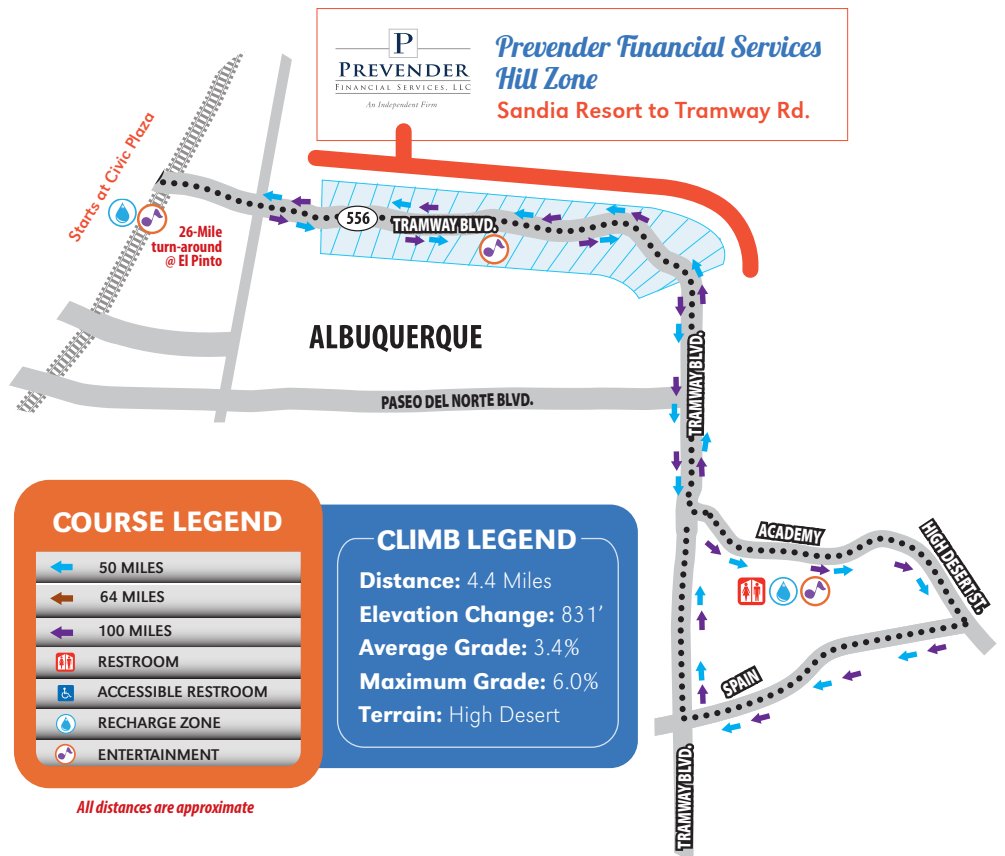 P
PREVENDER
FINANCIAL SERVICES, LLC
An Independent Firm
Prevender Financial Services
Hill Zone
Sandia Resort to Tramway Rd.
Starts at Civic Plaza
26-Mile
turn-around
@ El Pinto
556
TRAMWAY BLVD.
ALBUQUERQUE
TRAMWAY BLVD.
PASEO DEL NORTE BLVD.
ACADEMY
HIGH DESERT ST.
SPAIN
TRAMWAY BLVD.
COURSE LEGEND
50 MILES
64 MILES
100 MILES
RESTROOM
ACCESSIBLE RESTROOM
RECHARGE ZONE
ENTERTAINMENT
All distances are approximate
CLIMB LEGEND
Distance: 4.4 Miles
Elevation Change: 831′
Average Grade: 3.4%
Maximum Grade: 6.0%
Terrain: High Desert